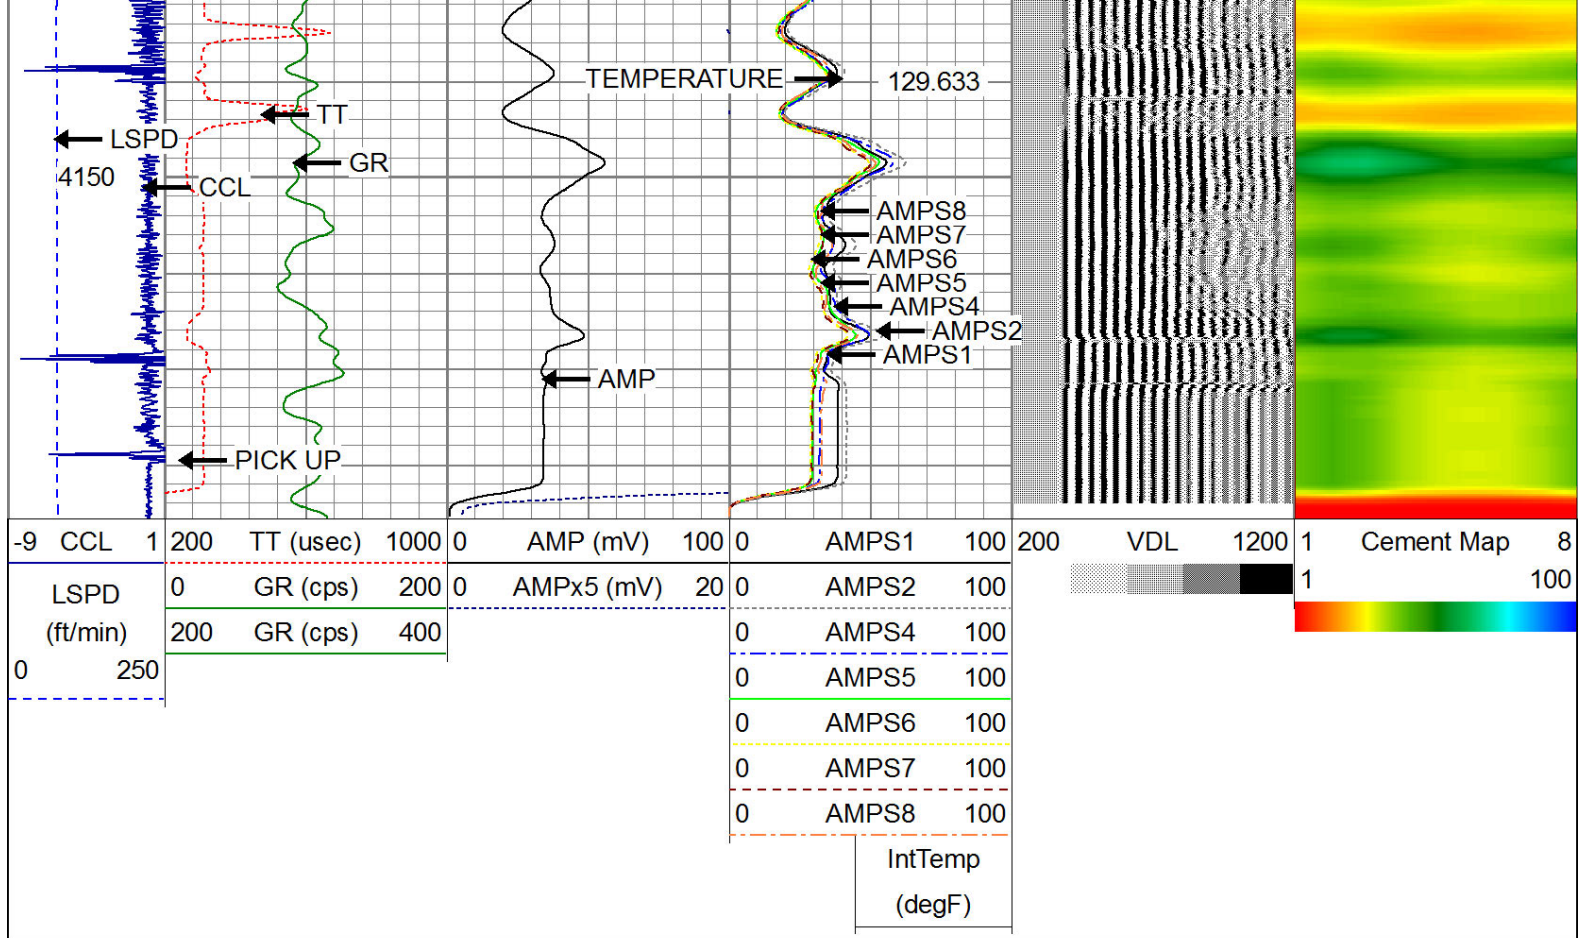 TEMPERATURE 129.633
TT
LSPD
GR
4150
CCL
AMPS8
AMPS7
AMPS6
AMPS5
AMPS4
AMPS2
AMPS1
AMP
PICK UP
-9 CCL 1
200 TT (usec) 1000
0 AMP (mV) 100
0 AMPS1 100
200 VDL 1200
1 Cement Map 8
LSPD
(ft/min)
0 250
0 GR (cps) 200
200 GR (cps) 400
0 AMPx5 (mV) 20
0 AMPS2 100
0 AMPS4 100
0 AMPS5 100
0 AMPS6 100
0 AMPS7 100
0 AMPS8 100
IntTemp
(degF)
1 100